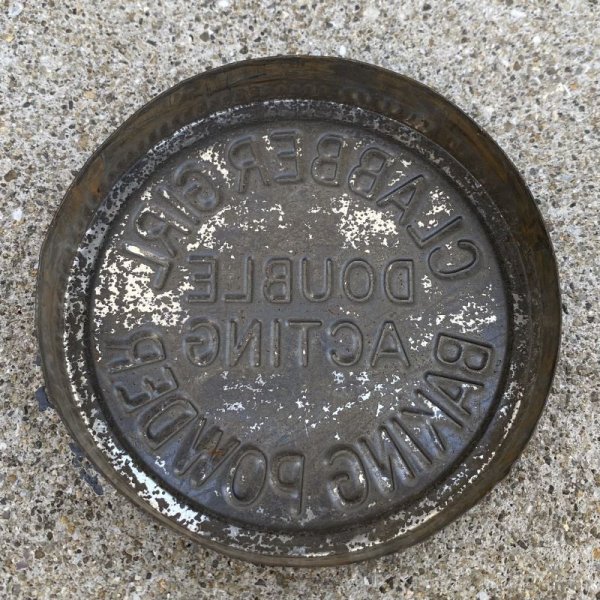 CLABBER GIRL
DOUBLE
ACTING
BAKING POWDER